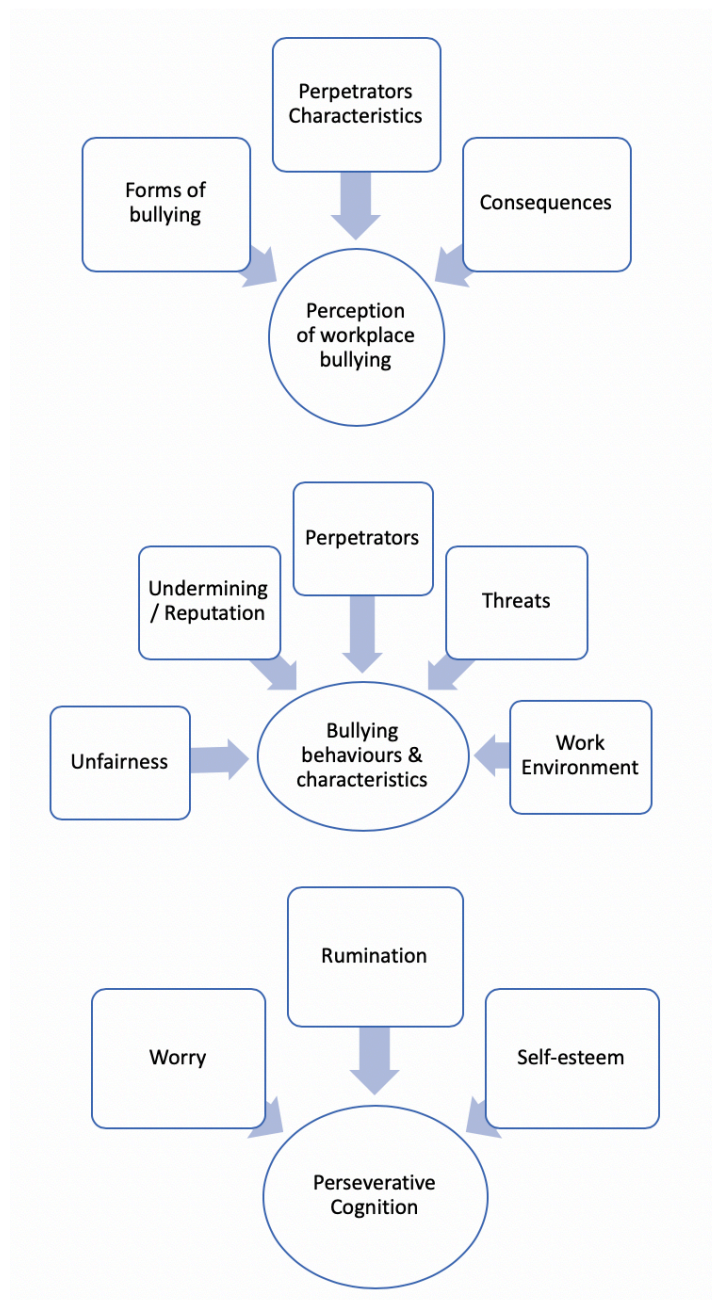 Perpetrators
Characteristics
Forms of
bullying
Consequences
Perception
of workplace
bullying
Perpetrators
Undermining
/ Reputation
Threats
Unfairness
Bullying
behaviours &
characteristics
Work
Environment
Rumination
Worry
Self-esteem
Perseverative
Cognition